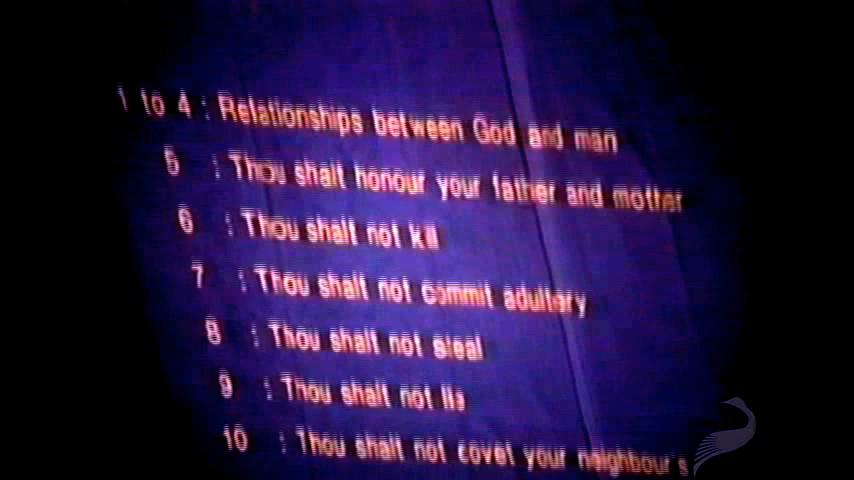 1 to 4 : Relationships between God and man
5 : Thou shalt honour your father and mother
6 : Thou shalt not kill
7 : Thou shalt not commit adultery
8 : Thou shalt not steal
9 : Thou shalt not lie
10 : Thou shalt not covet your neighbour's